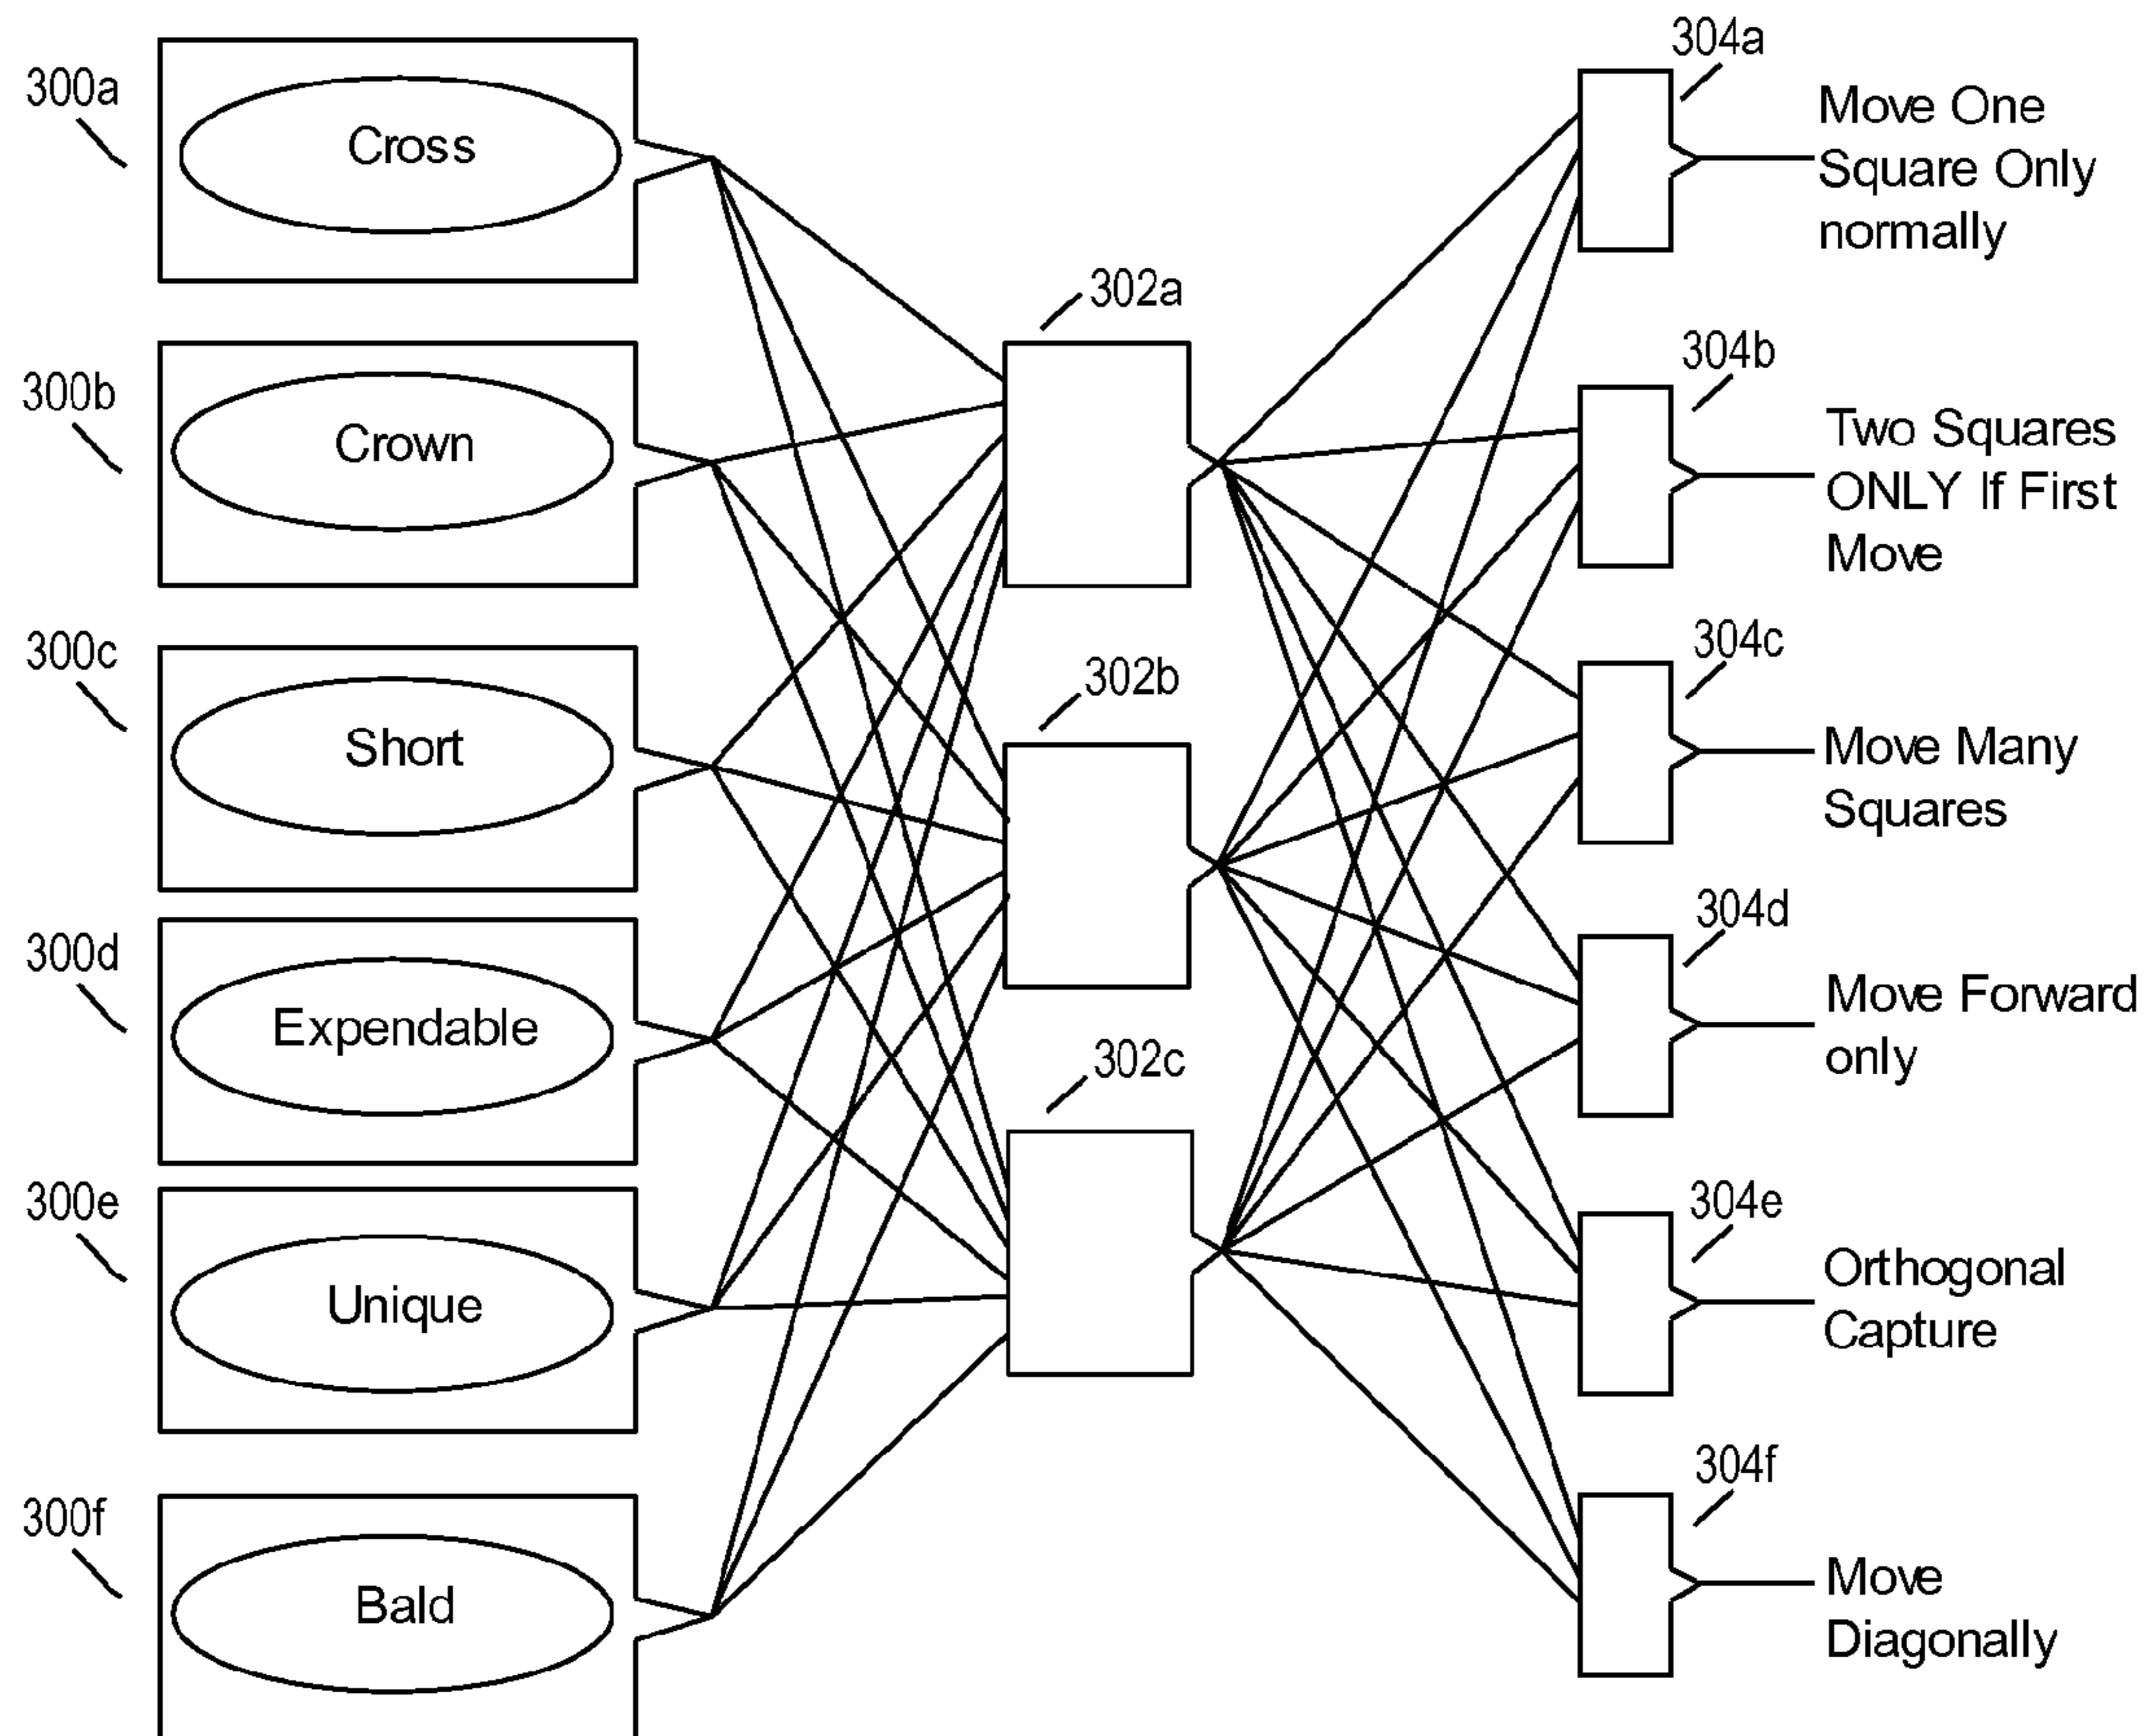 300a
Cross
300b
Crown
300c
Short
300d
Expendable
300e
Unique
300f
Bald
302a
302b
302c
304a
Move One
Square Only
normally
304b
Two Squares
ONLY If First
Move
304c
Move Many
Squares
304d
Move Forward
only
304e
Orthogonal
Capture
304f
Move
Diagonally